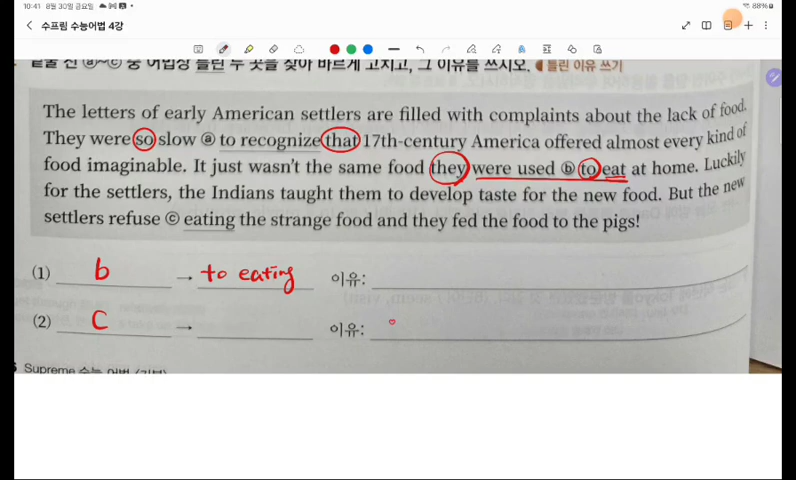 10:41 8월 30일 금요일
88%
수프림 수능어법 4강
밑줄 친 ⓐ~ⓒ 중 어법상 틀린 두 곳을 찾아 바르게 고치고, 그 이유를 쓰시오. 틀린 이유 쓰기
The letters of early American settlers are filled with complaints about the lack of food.
They were so slow ⓐ to recognize that 17th-century America offered almost every kind of
food imaginable. It just wasn't the same food they were used ⓑ to eat at home. Luckily
for the settlers, the Indians taught them to develop taste for the new food. But the new
settlers refuse ⓒ eating the strange food and they fed the food to the pigs!
(1) b → to eating 이유:
(2) C → 이유:
Supreme 수능 어법